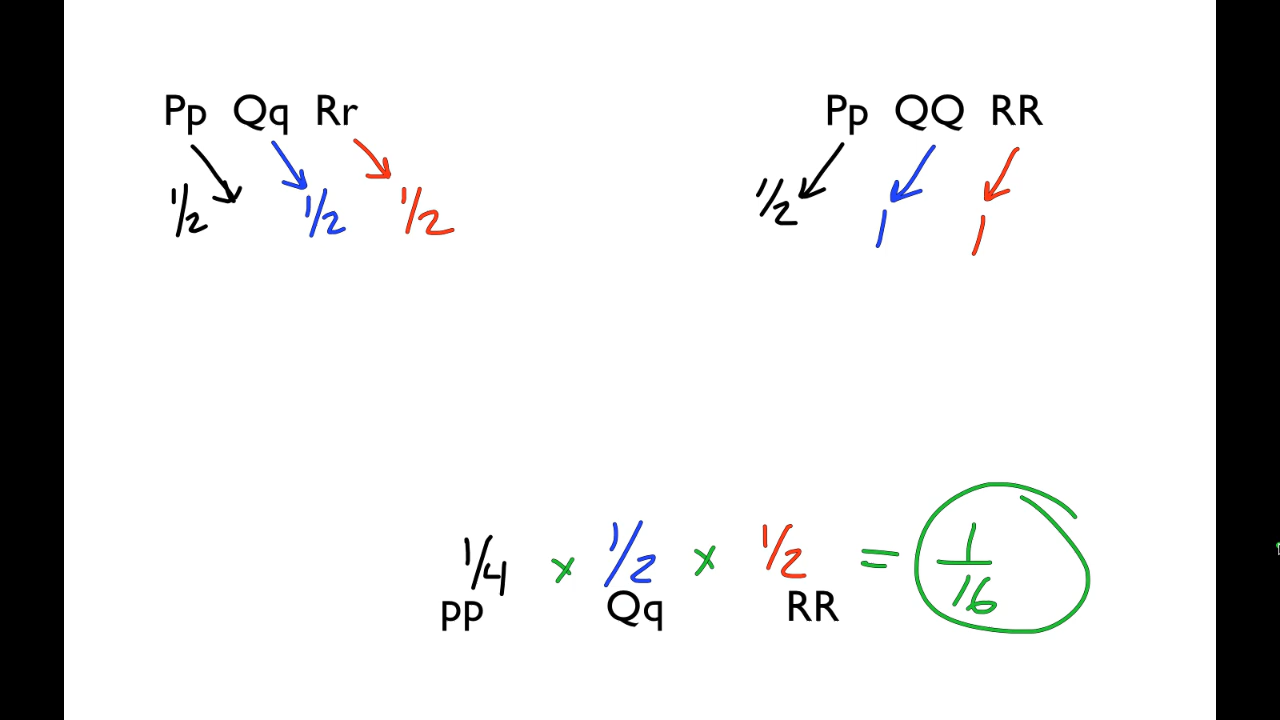 Pp Qq Rr Pp QQ RR
1/2 1/2 1/2 1/2 1 1
1/4 x 1/2 x 1/2 = 1/16
pp Qq RR